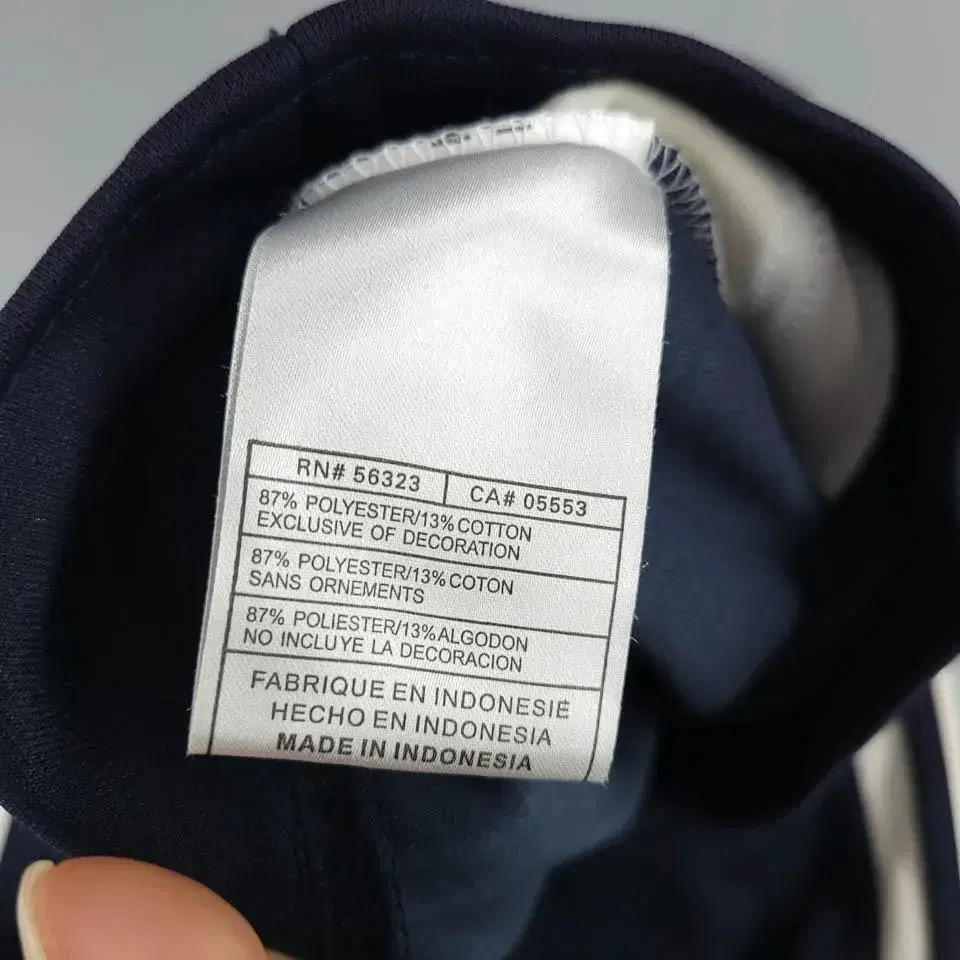 RN# 56323 CA# 05553
87% POLYESTER/13% COTTON
EXCLUSIVE OF DECORATION
87% POLYESTER/13% COTON
SANS ORNEMENTS
87% POLIESTER/13% ALGODON
NO INCLUYE LA DECORACION
FABRIQUE EN INDONESIE
HECHO EN INDONESIA
MADE IN INDONESIA